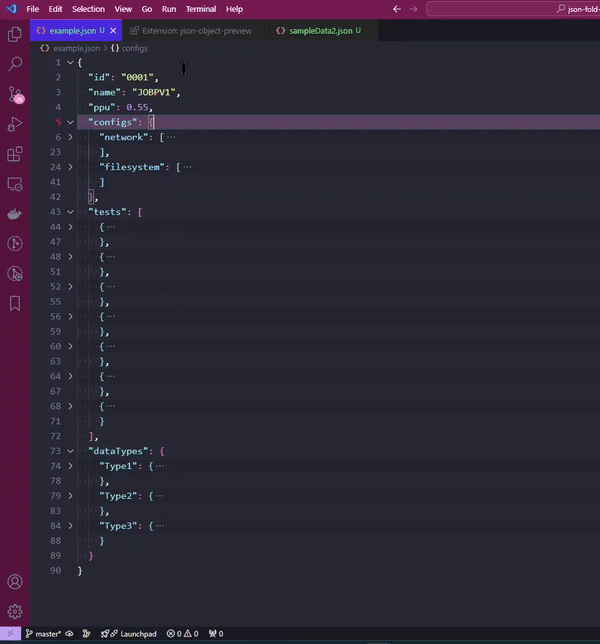 File Edit Selection View Go Run Terminal Help json-fold-
example.json U Extension: json-object-preview sampleData2.json U
example.json > {} configs
1 {
2 "id": "0001",
3 "name": "JOBPV1",
4 "ppu": 0.55,
5 "configs": {
6 "network": [ ...
23 ],
24 "filesystem": [ ...
41 ]
42 },
43 "tests": [
44 { ...
47 },
48 { ...
51 },
52 { ...
55 },
56 { ...
59 },
60 { ...
63 },
64 { ...
67 },
68 { ...
71 }
72 ],
73 "dataTypes": {
74 "Type1": { ...
78 },
79 "Type2": { ...
83 },
84 "Type3": { ...
88 }
89 }
90 }
master* Launchpad 0 0 0